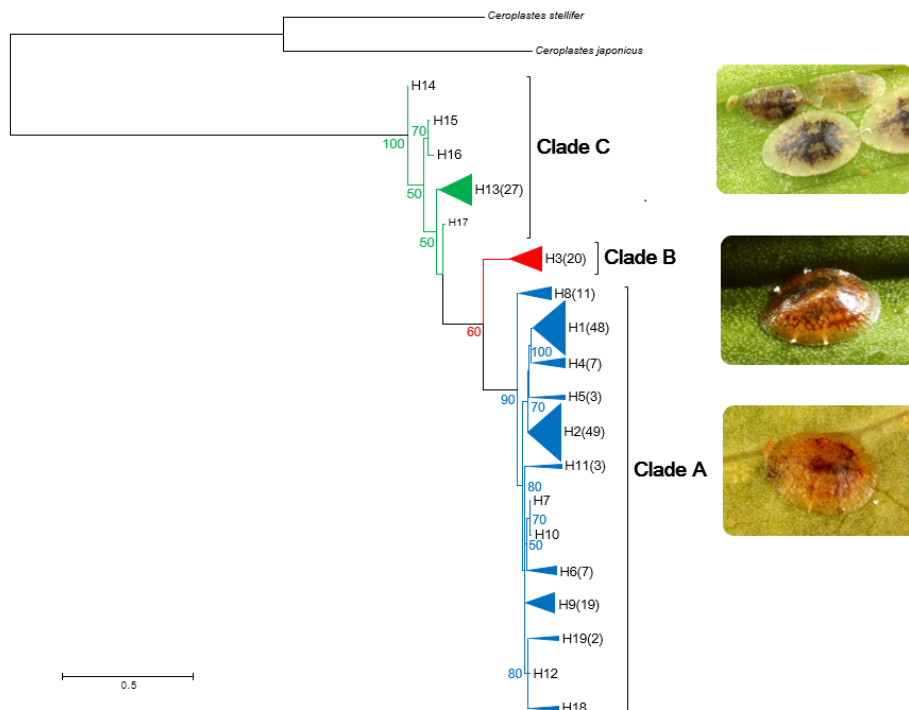 Ceroplastes stellifer
Ceroplastes japonicus
H14
70 H15
100
H16
Clade C
50
H13(27)
H17
50
H3(20)
Clade B
60
H8(11)
H1(48)
100
H4(7)
90
H5(3)
70
H2(49)
H11(3)
Clade A
80
H7
70
H10
50
H6(7)
H9(19)
H19(2)
80 H12
H18
0.5